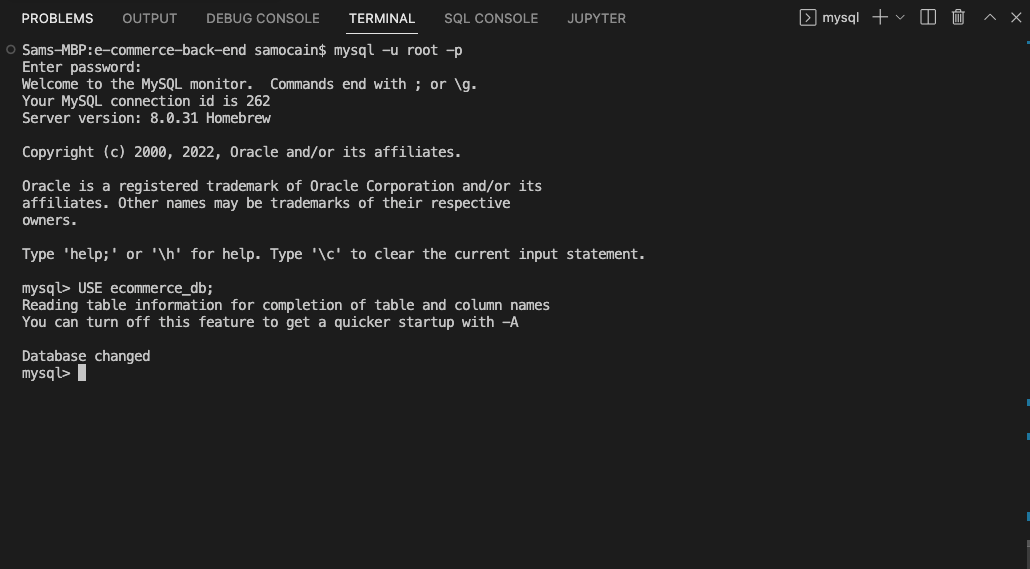 PROBLEMS OUTPUT DEBUG CONSOLE TERMINAL SQL CONSOLE JUPYTER mysql
Sams-MBP:e-commerce-back-end samocain$ mysql -u root -p
Enter password:
Welcome to the MySQL monitor.  Commands end with ; or \g.
Your MySQL connection id is 262
Server version: 8.0.31 Homebrew
Copyright (c) 2000, 2022, Oracle and/or its affiliates.
Oracle is a registered trademark of Oracle Corporation and/or its
affiliates. Other names may be trademarks of their respective
owners.
Type 'help;' or '\h' for help. Type '\c' to clear the current input statement.
mysql> USE ecommerce_db;
Reading table information for completion of table and column names
You can turn off this feature to get a quicker startup with -A
Database changed
mysql>